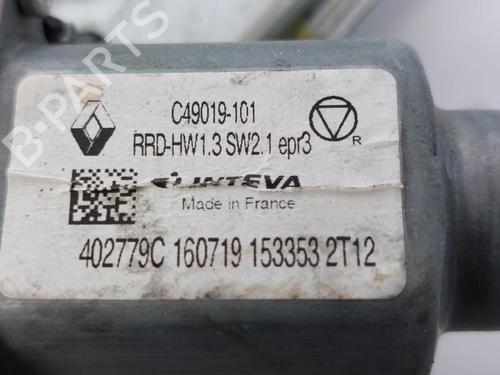 C49019-101
RRD-HW1.3 SW2.1 epr3
R
INTEVA
Made in France
402779C 160719 153353 2T12
B-PARTS